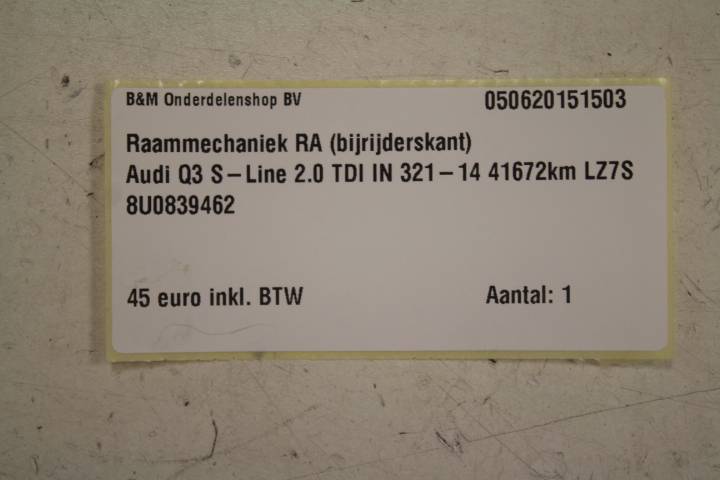 B&M Onderdelenshop BV 050620151503
Raammechaniek RA (bijrijderskant)
Audi Q3 S-Line 2.0 TDI IN 321-14 41672km LZ7S
8U0839462
45 euro inkl. BTW Aantal: 1